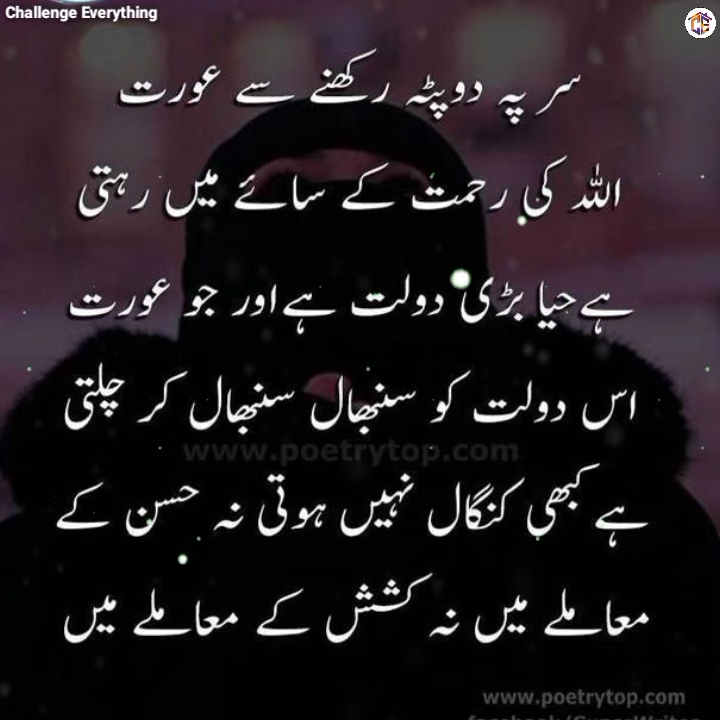 Challenge Everything
سر پہ دوپٹہ رکھنے سے عورت
اللہ کی رحمت کے سائے میں رہتی
ہے حیا بڑی دولت ہے اور جو عورت
اس دولت کو سنبھال سنبھال کر چلتی
www.poetrytop.com
ہے کبھی کنگال نہیں ہوتی نہ حسن کے
معاملے میں نہ کشش کے معاملے میں
www.poetrytop.com